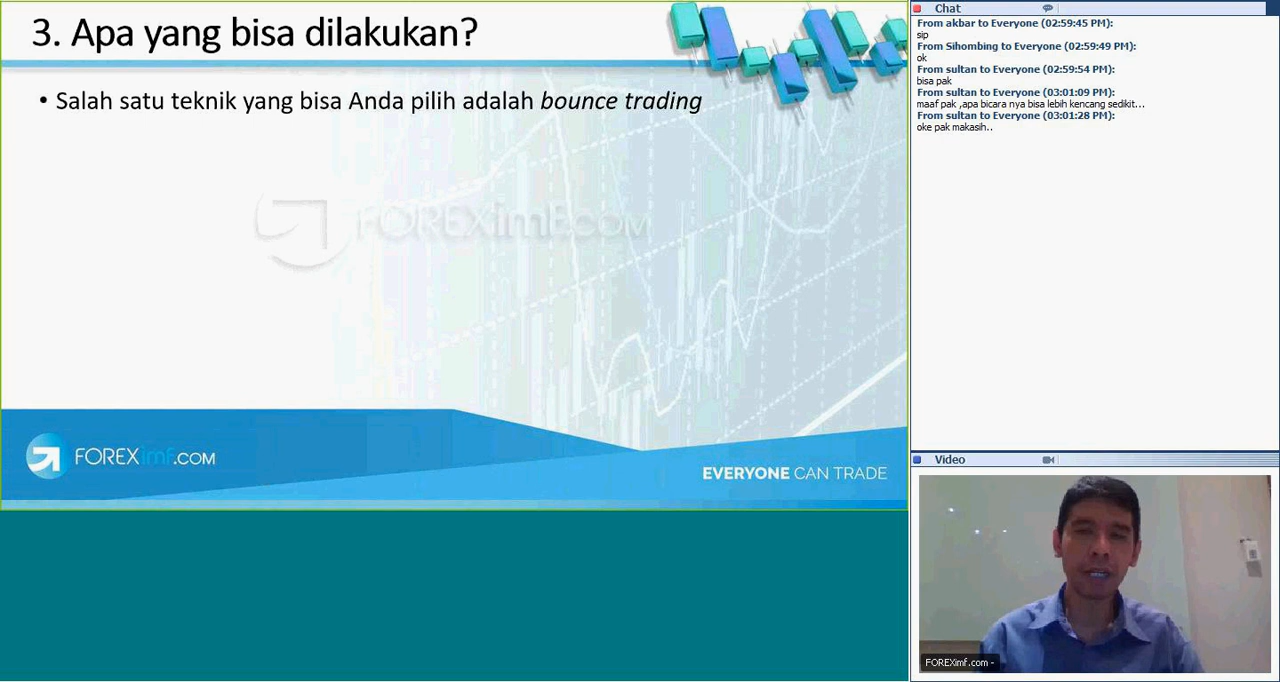 3. Apa yang bisa dilakukan?
• Salah satu teknik yang bisa Anda pilih adalah bounce trading
FOREXimf.COM
FOREXimf.COM
EVERYONE CAN TRADE
Chat
From akbar to Everyone (02:59:45 PM):
sip
From Sihombing to Everyone (02:59:49 PM):
ok
From sultan to Everyone (02:59:54 PM):
bisa pak
From sultan to Everyone (03:01:09 PM):
maaf pak ,apa bicara nya bisa lebih kencang sedikit...
From sultan to Everyone (03:01:28 PM):
oke pak makasih..
Video
FOREXimf.com -